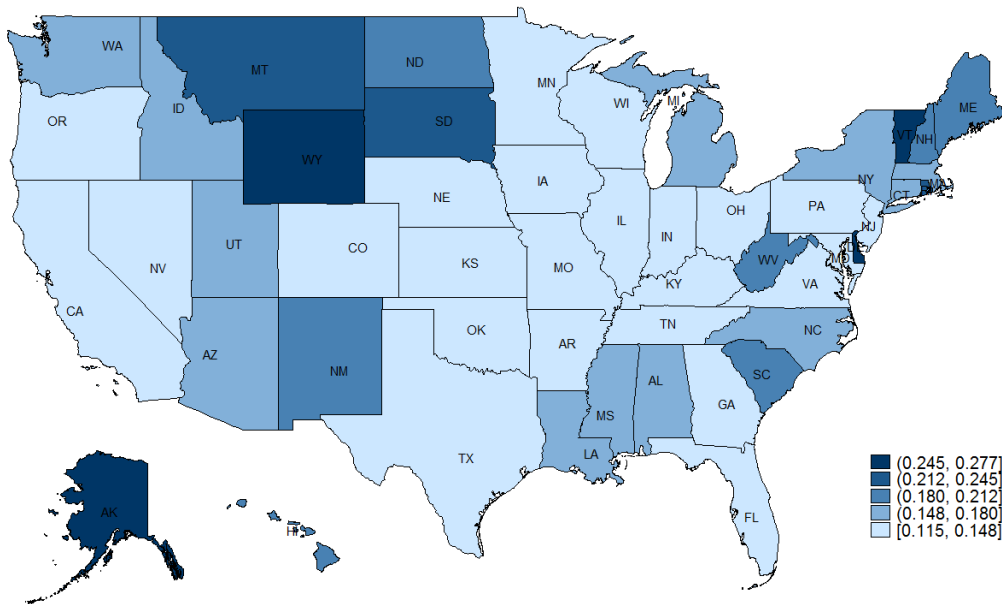 WA
MT
ND
MN
ME
VT
NH
OR
ID
SD
WI
MI
WY
NY
CT
MA
IA
NE
OH
PA
NJ
NV
UT
CO
IL
IN
MD
DE
WV
KS
MO
KY
VA
CA
AZ
NM
OK
AR
TN
NC
SC
MS
AL
GA
TX
LA
AK
HI
FL
(0.245, 0.277]
(0.212, 0.245]
(0.180, 0.212]
(0.148, 0.180]
[0.115, 0.148]